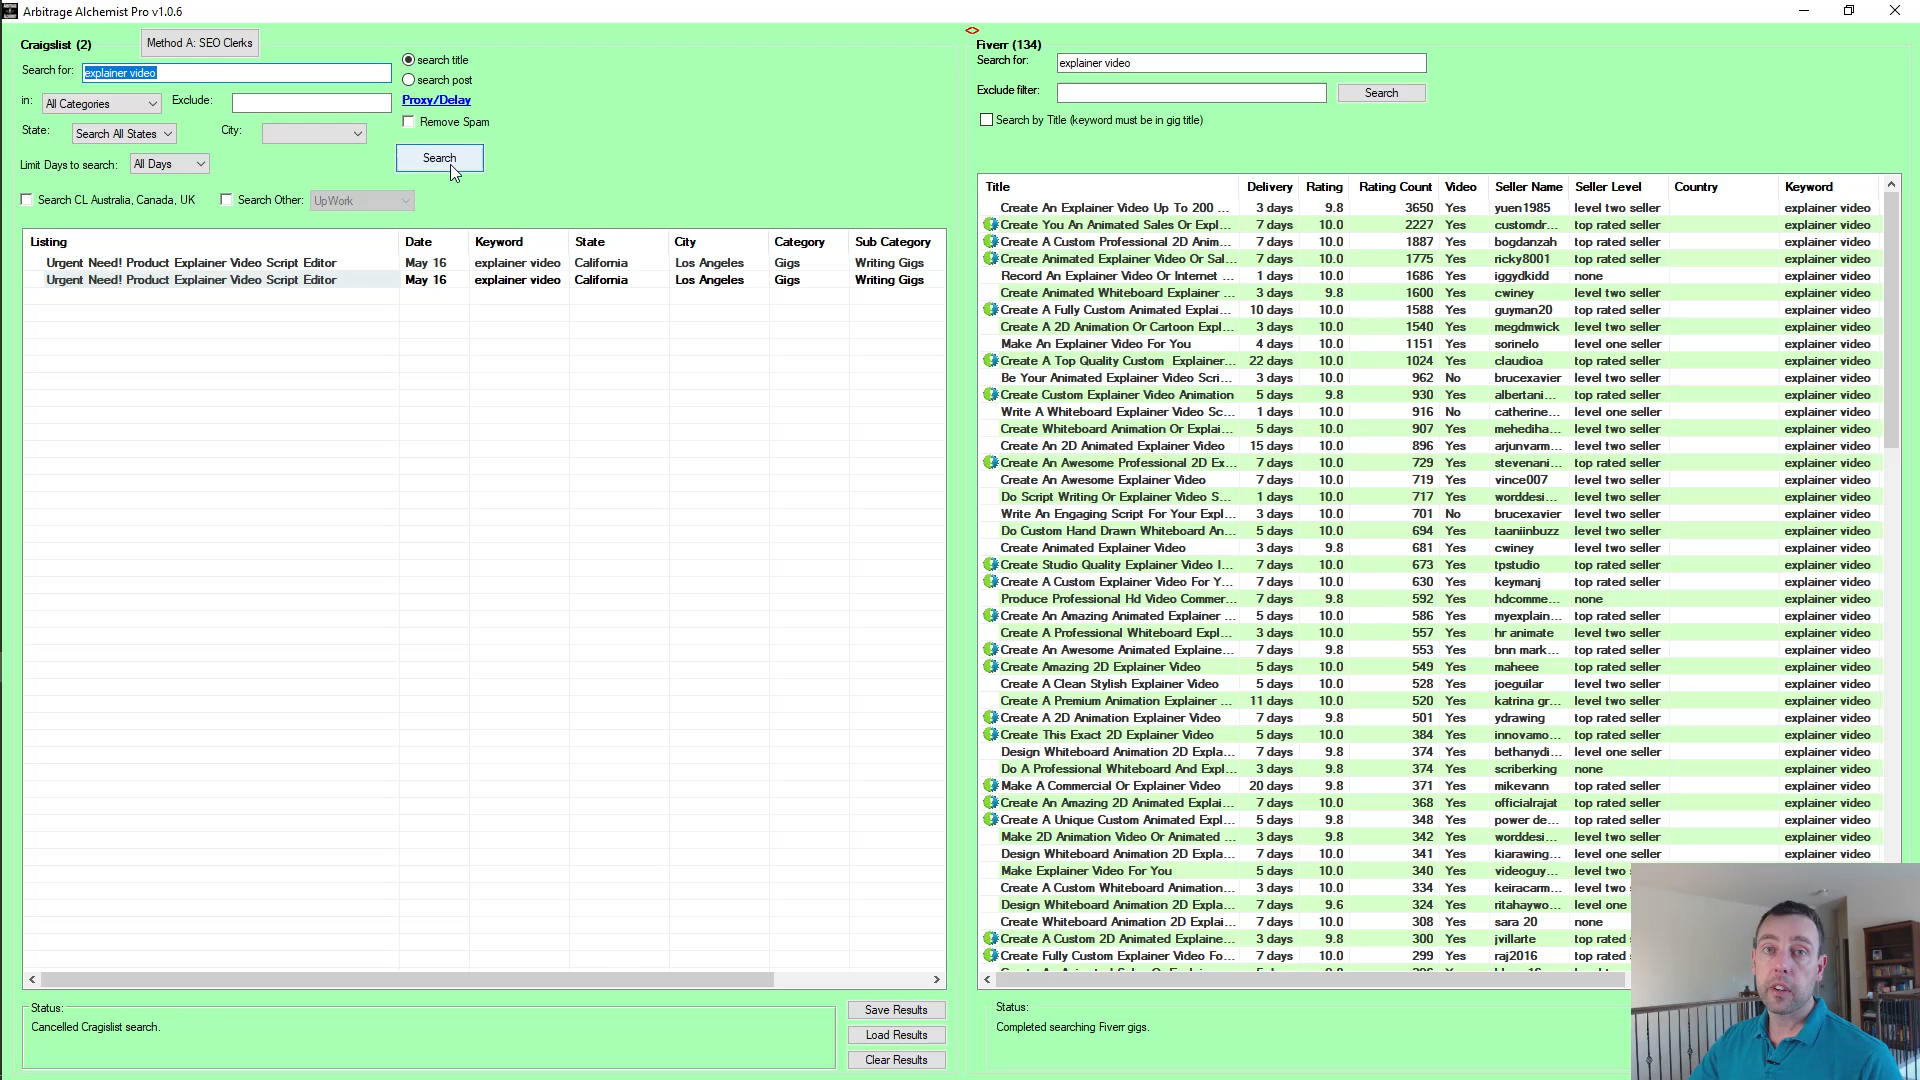 Arbitrage Alchemist Pro v1.0.6
Craigslist (2)
Method A: SEO Clerks
Search for: explainer video
search title
search post
in: All Categories Exclude:
Proxy/Delay
Remove Spam
State: Search All States City:
Limit Days to search: All Days
Search
Search CL Australia, Canada, UK Search Other: UpWork
Listing Date Keyword State City Category Sub Category
Urgent Need! Product Explainer Video Script Editor May 16 explainer video California Los Angeles Gigs Writing Gigs
Urgent Need! Product Explainer Video Script Editor May 16 explainer video California Los Angeles Gigs Writing Gigs
Status:
Cancelled Cragislist search.
Save Results
Load Results
Clear Results
<>
Fiverr (134)
Search for: explainer video
Exclude filter: Search
Search by Title (keyword must be in gig title)
Title Delivery Rating Rating Count Video Seller Name Seller Level Country Keyword
Create An Explainer Video Up To 200 ... 3 days 9.8 3650 Yes yuen1985 level two seller explainer video
Create You An Animated Sales Or Expl... 7 days 10.0 2227 Yes customdr... top rated seller explainer video
Create A Custom Professional 2D Anim... 7 days 10.0 1887 Yes bogdanzah top rated seller explainer video
Create Animated Explainer Video Or Sal... 7 days 10.0 1775 Yes ricky8001 top rated seller explainer video
Record An Explainer Video Or Internet ... 1 days 10.0 1686 Yes iggydkidd none explainer video
Create Animated Whiteboard Explainer ... 3 days 9.8 1600 Yes cwiney level two seller explainer video
Create A Fully Custom Animated Explai... 10 days 10.0 1588 Yes guyman20 top rated seller explainer video
Create A 2D Animation Or Cartoon Expl... 3 days 10.0 1540 Yes megdmwick level two seller explainer video
Make An Explainer Video For You 4 days 10.0 1151 Yes sorinelo level one seller explainer video
Create A Top Quality Custom Explainer... 22 days 10.0 1024 Yes claudioa top rated seller explainer video
Be Your Animated Explainer Video Scri... 3 days 10.0 962 No brucexavier level two seller explainer video
Create Custom Explainer Video Animation 5 days 9.8 930 Yes albertani... top rated seller explainer video
Write A Whiteboard Explainer Video Sc... 1 days 10.0 916 No catherine... level one seller explainer video
Create Whiteboard Animation Or Explai... 5 days 10.0 907 Yes mehediha... level two seller explainer video
Create An 2D Animated Explainer Video 15 days 10.0 896 Yes arjunvarm... level two seller explainer video
Create An Awesome Professional 2D Ex... 7 days 10.0 729 Yes stevenani... top rated seller explainer video
Create An Awesome Explainer Video 7 days 10.0 719 Yes vince007 level two seller explainer video
Do Script Writing Or Explainer Video S... 1 days 10.0 717 Yes worddesi... level two seller explainer video
Write An Engaging Script For Your Expl... 3 days 10.0 701 No brucexavier level two seller explainer video
Do Custom Hand Drawn Whiteboard An... 5 days 10.0 694 Yes taaniinbuzz level two seller explainer video
Create Animated Explainer Video 3 days 9.8 681 Yes cwiney level two seller explainer video
Create Studio Quality Explainer Video I... 7 days 10.0 673 Yes tpstudio top rated seller explainer video
Create A Custom Explainer Video For Y... 7 days 10.0 630 Yes keymanj top rated seller explainer video
Produce Professional Hd Video Commer... 7 days 9.8 592 Yes hdcomme... none explainer video
Create An Amazing Animated Explainer ... 5 days 10.0 586 Yes myexplain... top rated seller explainer video
Create A Professional Whiteboard Expl... 3 days 10.0 557 Yes hr animate level two seller explainer video
Create An Awesome Animated Explaine... 7 days 10.0 553 Yes bnn mark... top rated seller explainer video
Create Amazing 2D Explainer Video 5 days 10.0 549 Yes maheee top rated seller explainer video
Create A Clean Stylish Explainer Video 5 days 10.0 528 Yes joeguilar level two seller explainer video
Create A Premium Animation Explainer ... 11 days 10.0 520 Yes katrina gr... level two seller explainer video
Create A 2D Animation Explainer Video 7 days 9.8 501 Yes ydrawing top rated seller explainer video
Create This Exact 2D Explainer Video 5 days 10.0 384 Yes innovamo... top rated seller explainer video
Design Whiteboard Animation 2D Expla... 7 days 9.8 374 Yes bethanydi... level one seller explainer video
Do A Professional Whiteboard And Expl... 3 days 9.8 374 Yes scriberking none explainer video
Make A Commercial Or Explainer Video 20 days 9.8 371 Yes mikevann top rated seller explainer video
Create An Amazing 2D Animated Explai... 7 days 10.0 368 Yes officialrajat top rated seller explainer video
Create A Unique Custom Animated Expl... 5 days 9.8 348 Yes power de... top rated seller explainer video
Make 2D Animation Video Or Animated ... 3 days 9.8 342 Yes worddesi... level two seller explainer video
Design Whiteboard Animation 2D Expla... 7 days 10.0 341 Yes kiarawing... level one seller explainer video
Make Explainer Video For You 5 days 10.0 340 Yes videoguy... level two
Create A Custom Whiteboard Animation... 3 days 10.0 334 Yes keiracarm... level two
Design Whiteboard Animation 2D Expla... 7 days 9.6 324 Yes ritahaywo... level one
Create Whiteboard Animation 2D Explai... 7 days 10.0 308 Yes sara 20 none
Create A Custom 2D Animated Explaine... 3 days 9.8 300 Yes jvillarte top rated
Create Fully Custom Explainer Video Fo... 7 days 10.0 299 Yes raj2016 top rated
Status:
Completed searching Fiverr gigs.